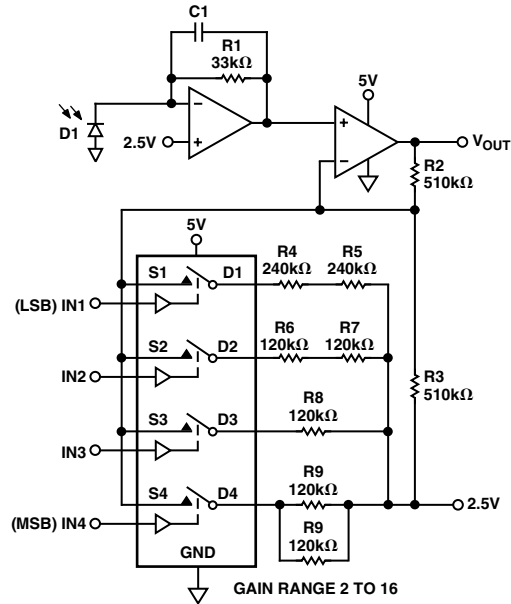 C1
R1
33kΩ
D1
2.5V
5V
VOUT
R2
510kΩ
5V
S1
D1
R4
240kΩ
R5
240kΩ
(LSB) IN1
S2
D2
R6
120kΩ
R7
120kΩ
IN2
R3
510kΩ
S3
D3
R8
120kΩ
IN3
S4
D4
R9
120kΩ
2.5V
(MSB) IN4
R9
120kΩ
GND
GAIN RANGE 2 TO 16